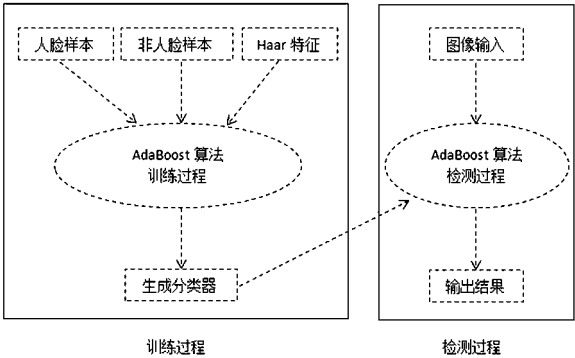 人脸样本
非人脸样本
Haar 特征
AdaBoost 算法
训练过程
生成分类器
训练过程
图像输入
AdaBoost 算法
检测过程
输出结果
检测过程